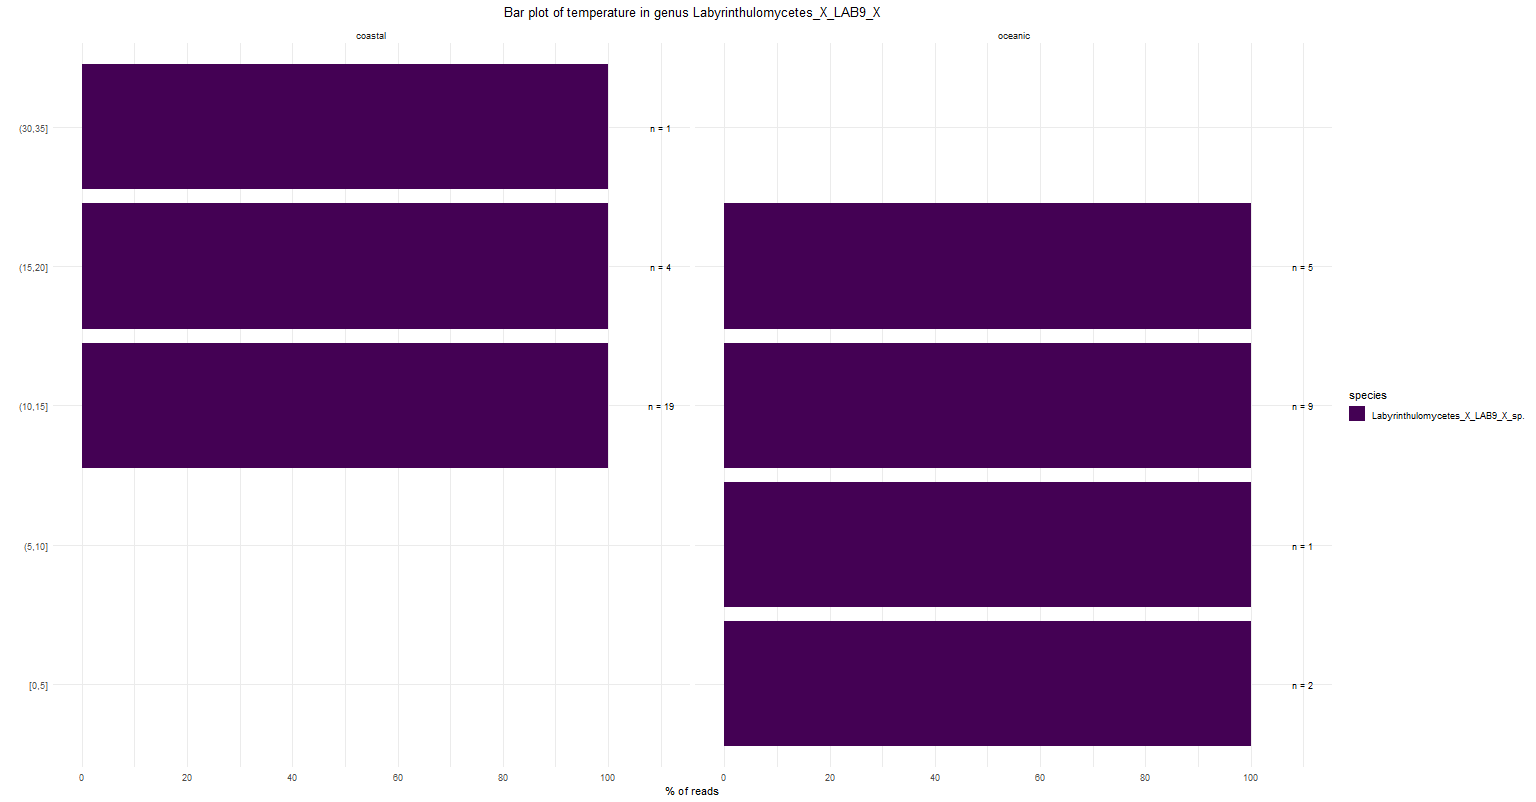 Bar plot of temperature in genus Labyrinthulomycetes_X_LAB9_X
coastal
oceanic
(30,35]
n = 1
(15,20]
n = 4
n = 5
(10,15]
n = 19
n = 9
(5,10]
n = 1
[0,5]
n = 2
species
Labyrinthulomycetes_X_LAB9_X_sp.
0 20 40 60 80 100
0 20 40 60 80 100
% of reads